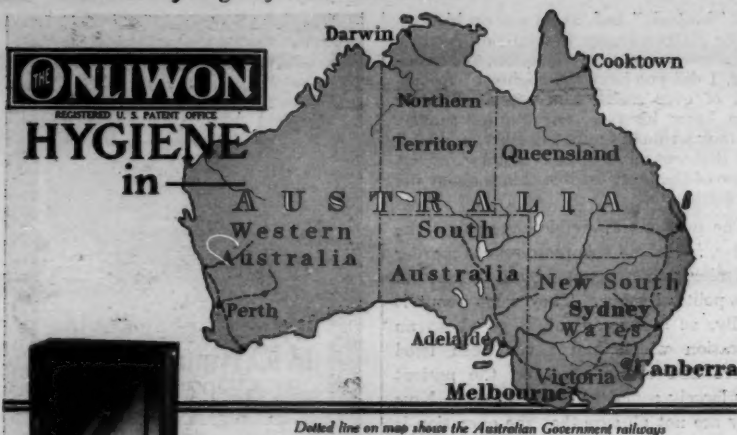 Darwin
Cooktown
THE ONLIWON
REGISTERED U. S. PATENT OFFICE
HYGIENE
in
Northern
Territory
Queensland
AUSTRALIA
Western
Australia
South
Australia
New South
Wales
Sydney
Perth
Adelaide
Canberra
Victoria
Melbourne
Dotted line on map shows the Australian Government railways